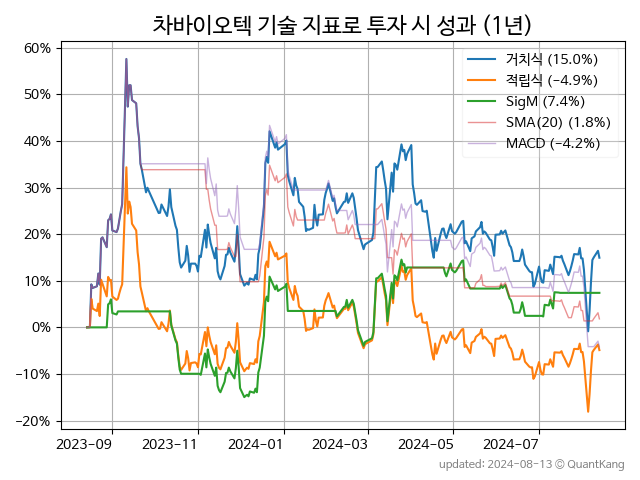 차바이오텍 기술 지표로 투자 시 성과 (1년)
60%
50%
40%
30%
20%
10%
0%
−10%
−20%
거치식 (15.0%)
적립식 (−4.9%)
SigM (7.4%)
SMA(20) (1.8%)
MACD (−4.2%)
2023-09
2023-11
2024-01
2024-03
2024-05
2024-07
updated: 2024-08-13 © QuantKang